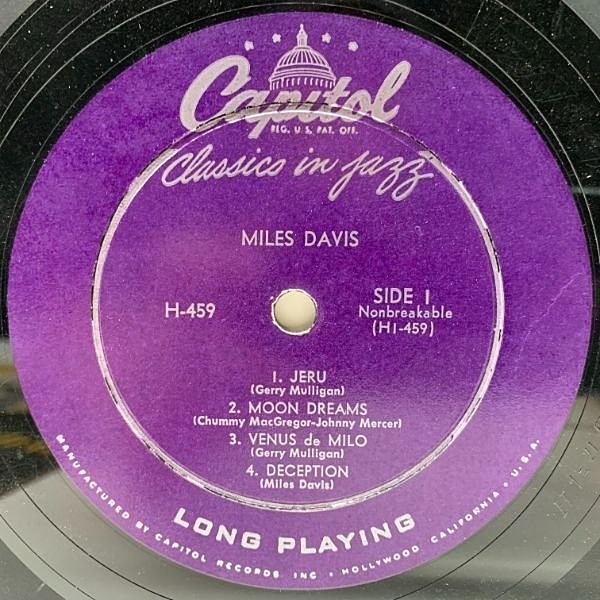 Capitol
REG. U.S. PAT. OFF.
Classics in Jazz
MILES DAVIS
H-459
SIDE 1
Nonbreakable
(H1-459)
1. JERU
(Gerry Mulligan)
2. MOON DREAMS
(Chummy MacGregor-Johnny Mercer)
3. VENUS de MILO
(Gerry Mulligan)
4. DECEPTION
(Miles Davis)
LONG PLAYING
MANUFACTURED BY CAPITOL RECORDS, INC • HOLLYWOOD, CALIFORNIA • U.S.A.